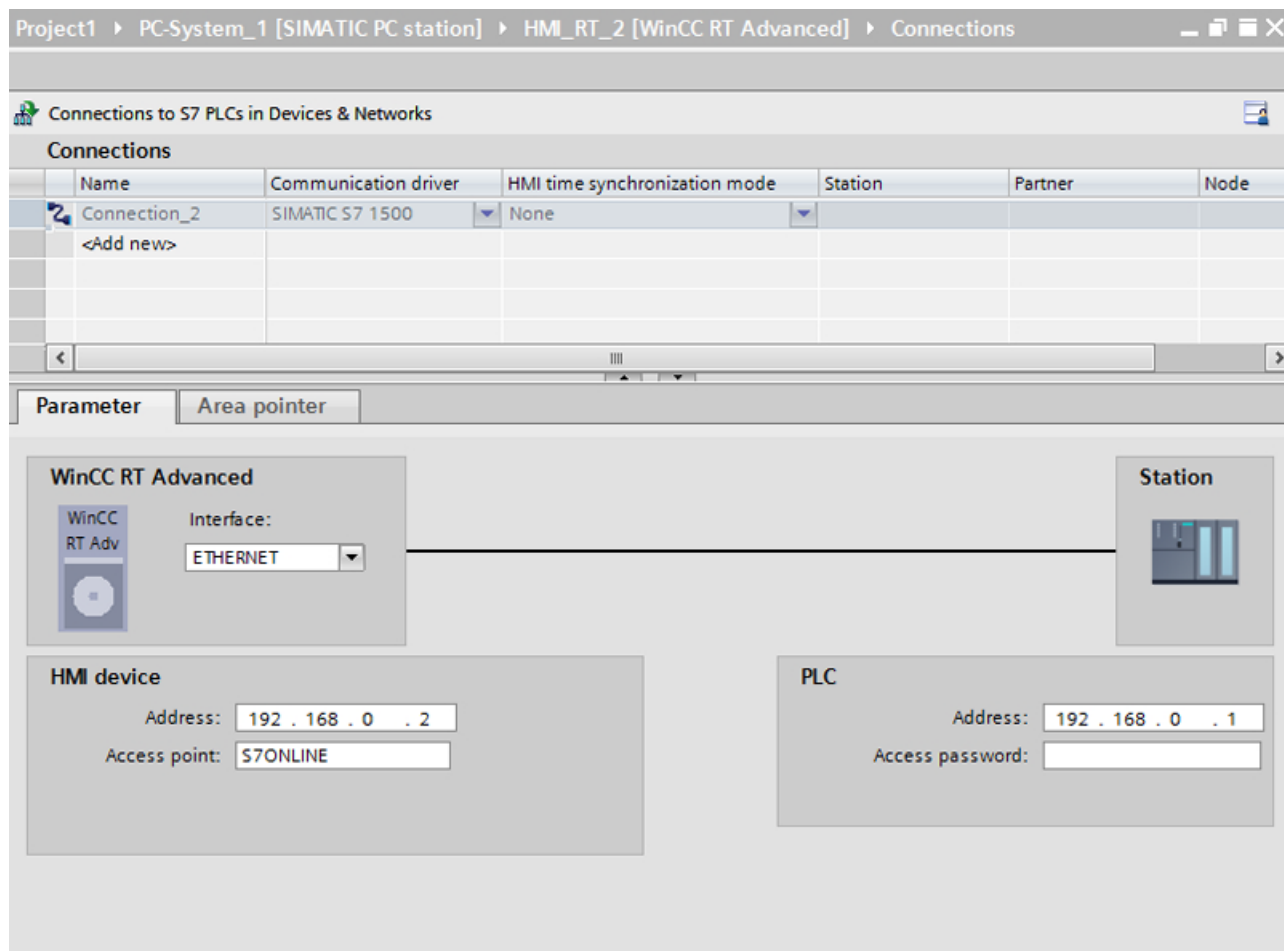 Project1 ▸ PC-System_1 [SIMATIC PC station] ▸ HMI_RT_2 [WinCC RT Advanced] ▸ Connections
Connections to S7 PLCs in Devices & Networks
Connections
Name Communication driver HMI time synchronization mode Station Partner Node
Connection_2 SIMATIC S7 1500 None
<Add new>
Parameter Area pointer
WinCC RT Advanced Station
WinCC
RT Adv
Interface:
ETHERNET
HMI device PLC
Address: 192 . 168 . 0 . 2 Address: 192 . 168 . 0 . 1
Access point: S7ONLINE Access password: